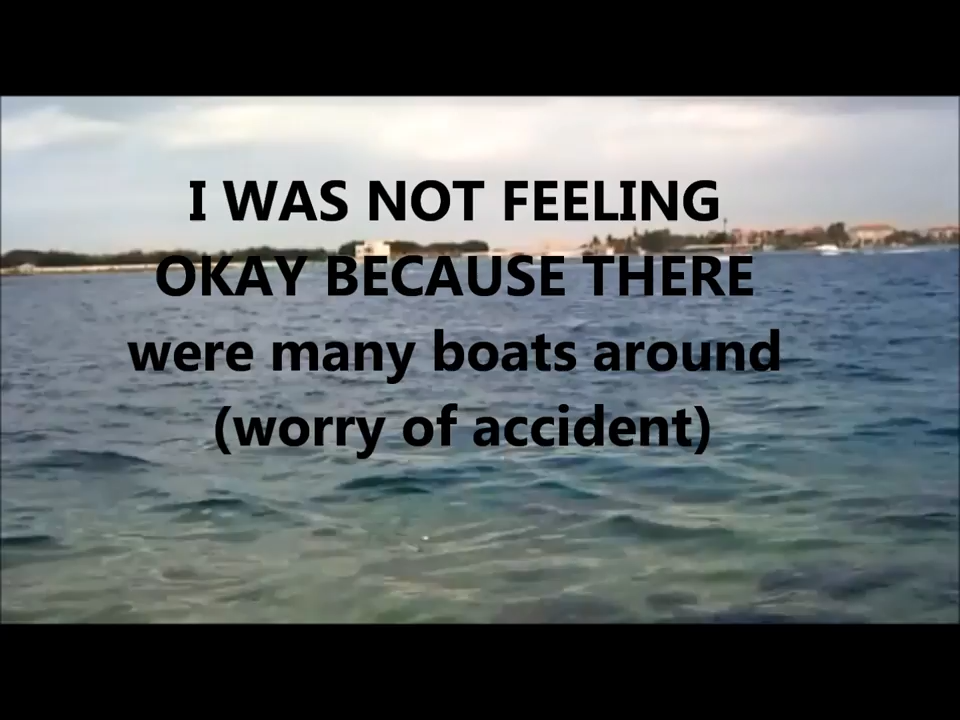 I WAS NOT FEELING
OKAY BECAUSE THERE
were many boats around
(worry of accident)